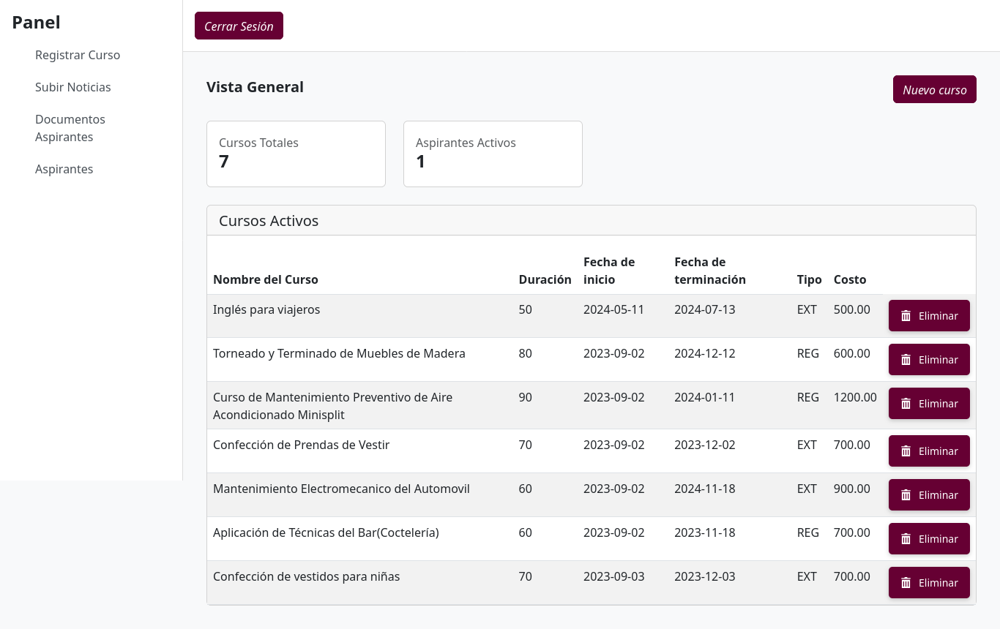 Panel
Registrar Curso
Subir Noticias
Documentos
Aspirantes
Aspirantes
Cerrar Sesión
Vista General
Nuevo curso
Cursos Totales
7
Aspirantes Activos
1
Cursos Activos
Nombre del Curso Duración Fecha de inicio Fecha de terminación Tipo Costo
Inglés para viajeros 50 2024-05-11 2024-07-13 EXT 500.00 Eliminar
Torneado y Terminado de Muebles de Madera 80 2023-09-02 2024-12-12 REG 600.00 Eliminar
Curso de Mantenimiento Preventivo de Aire 90 2023-09-02 2024-01-11 REG 1200.00 Eliminar
Acondicionado Minisplit
Confección de Prendas de Vestir 70 2023-09-02 2023-12-02 EXT 700.00 Eliminar
Mantenimiento Electromecanico del Automovil 60 2023-09-02 2024-11-18 EXT 900.00 Eliminar
Aplicación de Técnicas del Bar(Coctelería) 60 2023-09-02 2023-11-18 REG 700.00 Eliminar
Confección de vestidos para niñas 70 2023-09-03 2023-12-03 EXT 700.00 Eliminar